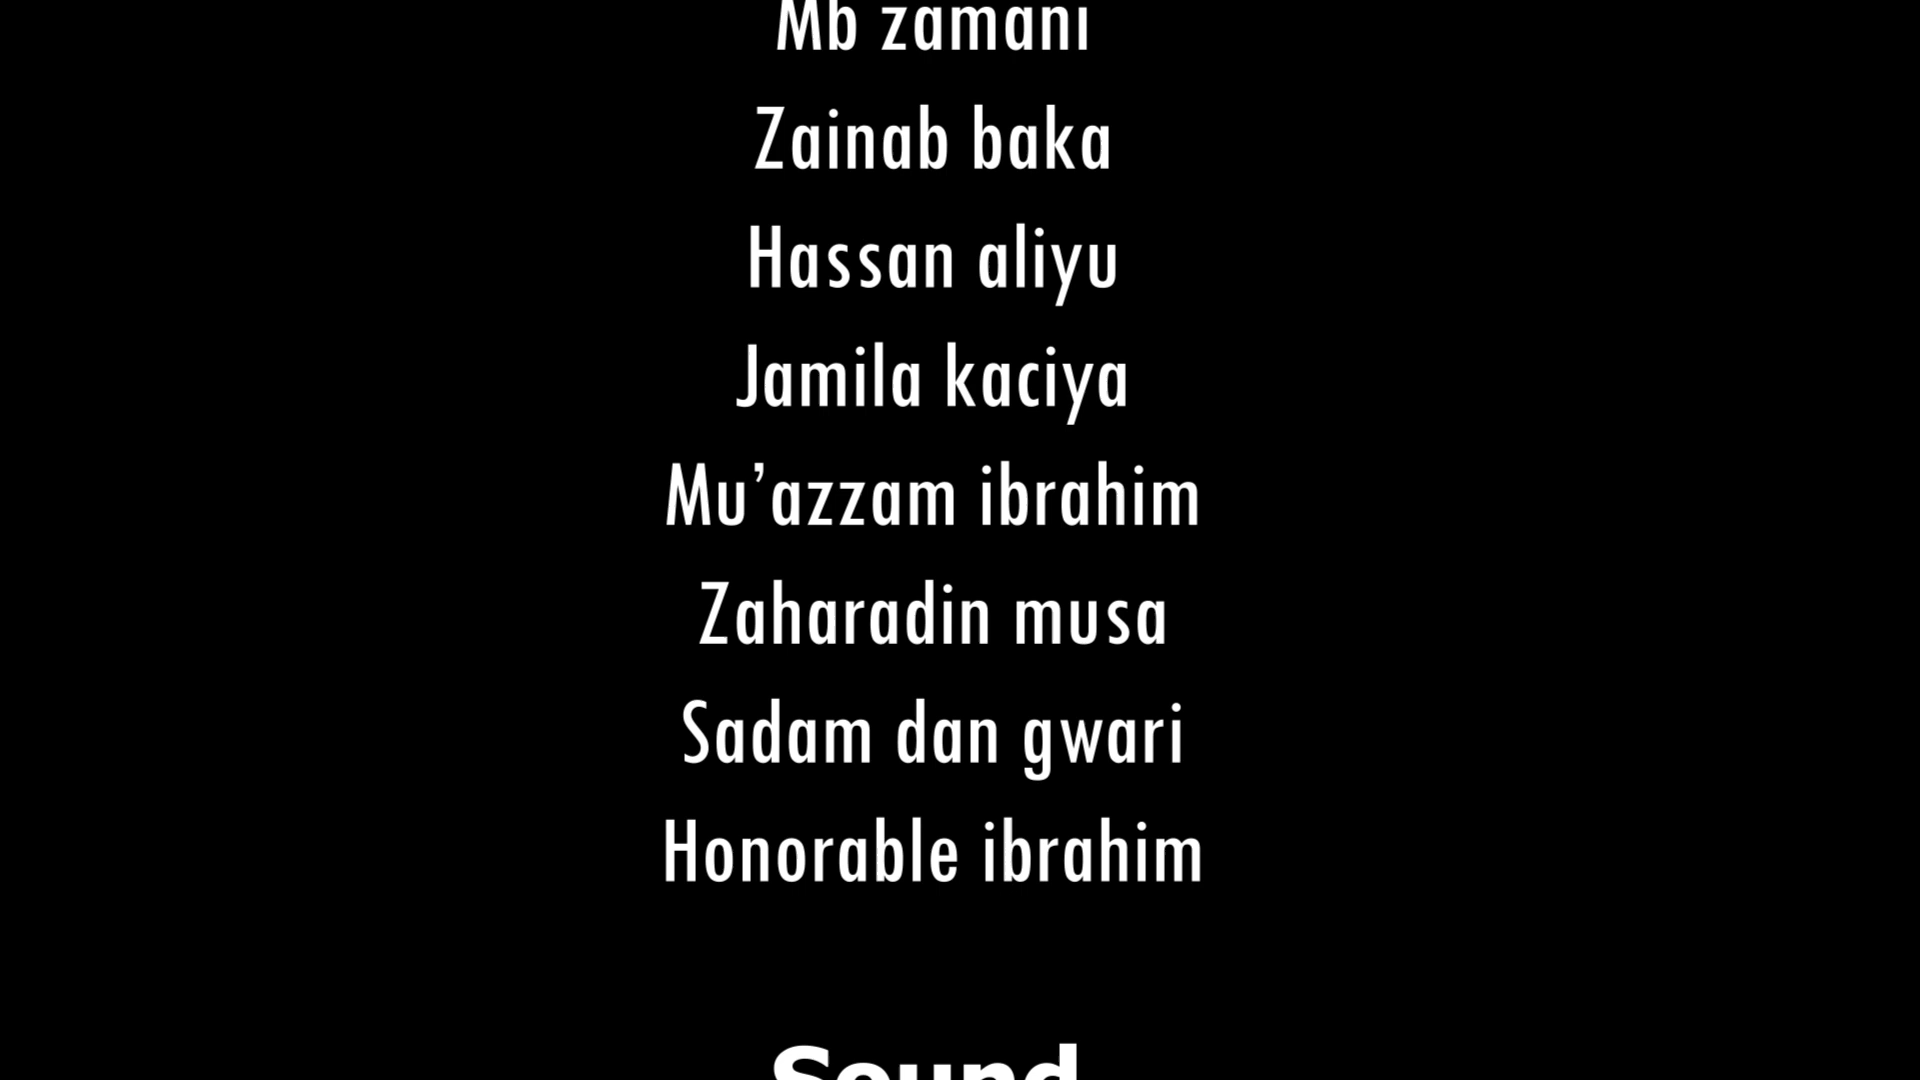 Mb zamani
Zainab baka
Hassan aliyu
Jamila kaciya
Mu’azzam ibrahim
Zaharadin musa
Sadam dan gwari
Honorable ibrahim
Sound